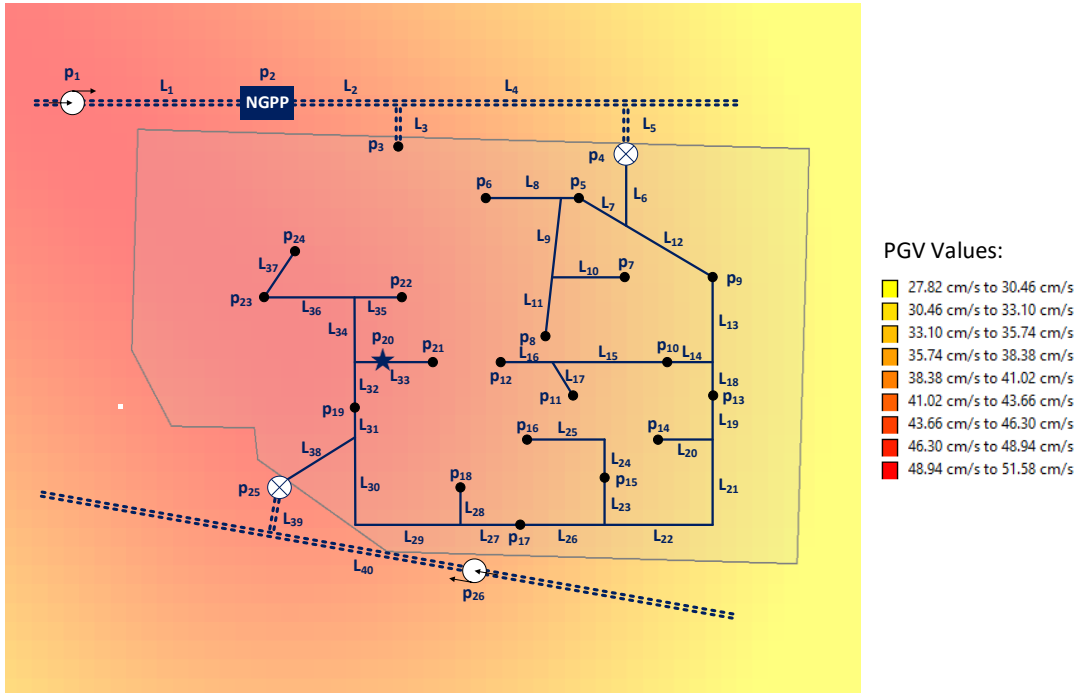 p1
L1
p2
NGPP
L2
L4
L3
L5
p3
p4
p6
L8
p5
L7
L6
L9
L12
p24
L37
L10
p7
p9
p23
p22
L36
L35
L11
L13
L34
p20
p21
p8
L16
L15
p10
L14
L33
p12
L32
L17
L18
p11
p13
p19
L31
p16
L25
p14
L19
L20
L38
L24
p18
p15
p25
L30
L21
L28
L23
L39
L29
L27
p17
L26
L22
L40
p26
PGV Values:
27.82 cm/s to 30.46 cm/s
30.46 cm/s to 33.10 cm/s
33.10 cm/s to 35.74 cm/s
35.74 cm/s to 38.38 cm/s
38.38 cm/s to 41.02 cm/s
41.02 cm/s to 43.66 cm/s
43.66 cm/s to 46.30 cm/s
46.30 cm/s to 48.94 cm/s
48.94 cm/s to 51.58 cm/s